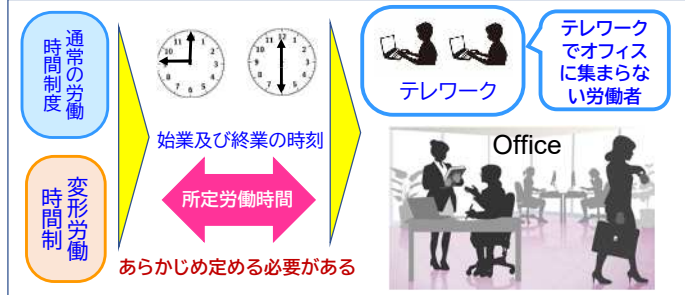 通常の労働
時間制度
変形労働
時間制
始業及び終業の時刻
所定労働時間
あらかじめ定める必要がある
テレワーク
テレワーク
でオフィス
に集まらな
い労働者
Office